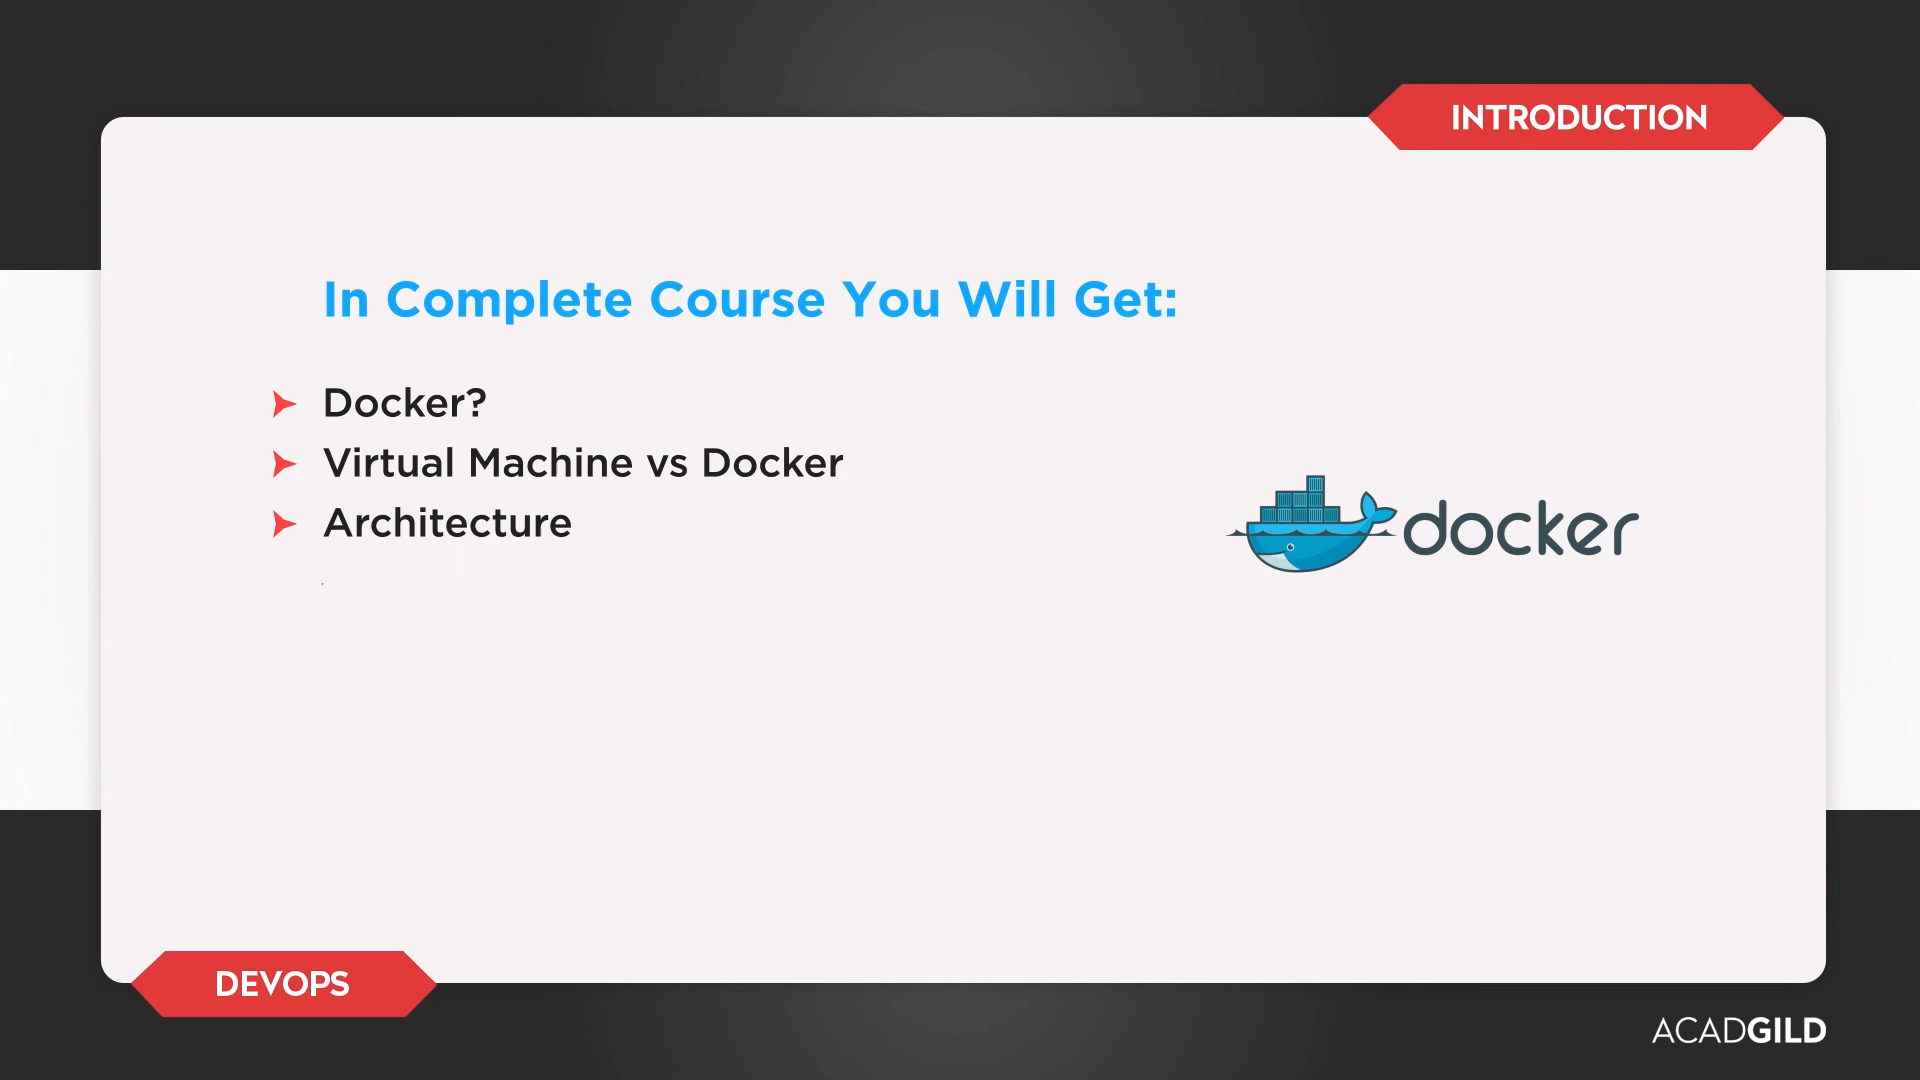 INTRODUCTION
In Complete Course You Will Get:
Docker?
Virtual Machine vs Docker
Architecture
docker
DEVOPS
ACADGILD